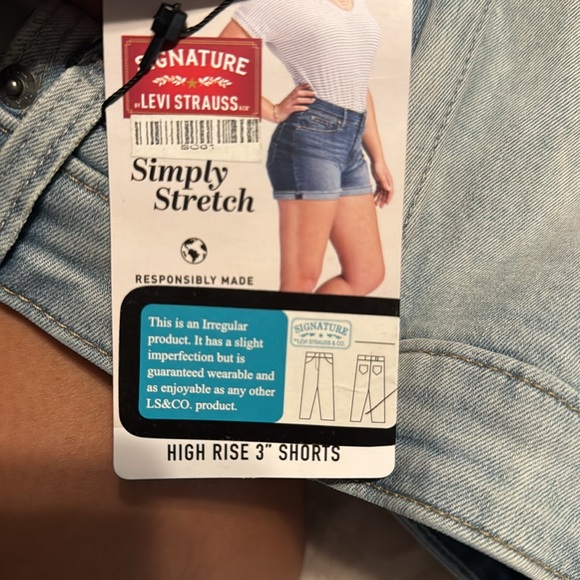 SIGNATURE
BY LEVI STRAUSS & CO.
SC01
Simply
Stretch
RESPONSIBLY MADE
This is an Irregular
product. It has a slight
imperfection but is
guaranteed wearable and
as enjoyable as any other
LS&CO. product.
SIGNATURE
BY LEVI STRAUSS & CO.
HIGH RISE 3" SHORTS